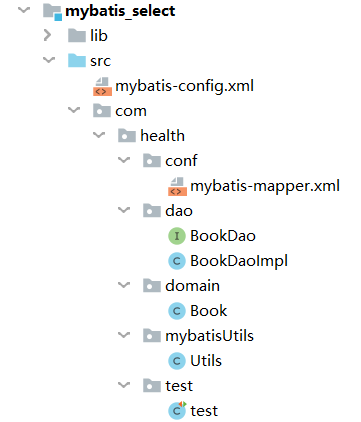 mybatis_select
lib
src
mybatis-config.xml
com
health
conf
mybatis-mapper.xml
dao
I BookDao
C BookDaoImpl
domain
C Book
mybatisUtils
C Utils
test
C test